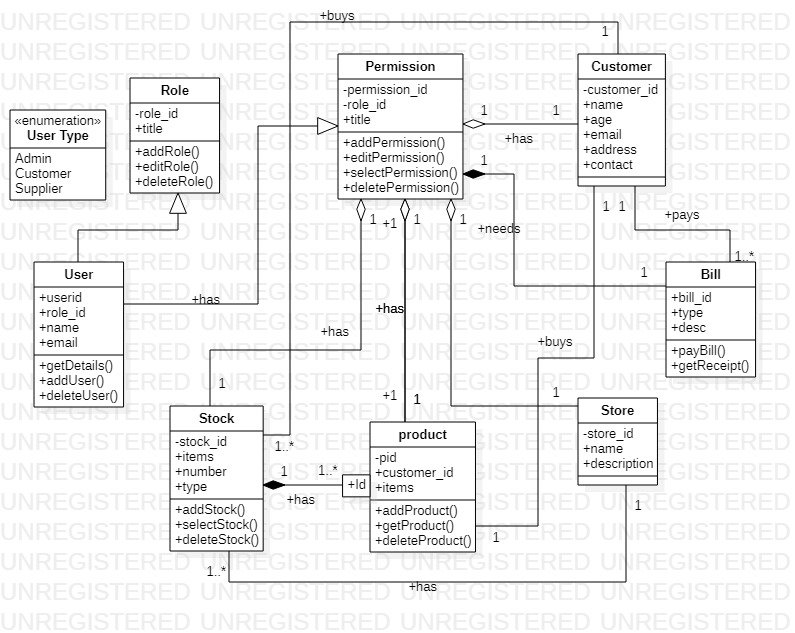 +buys
1
Role
-role_id
+title
+addRole()
+editRole()
+deleteRole()
«enumeration»
User Type
Admin
Customer
Supplier
Permission
-permission_id
-role_id
+title
+addPermission()
+editPermission()
+selectPermission()
+deletePermission()
Customer
-customer_id
+name
+age
+email
+address
+contact
1
1
+has
1
+needs
1
1
1
+pays
1..*
1
+1
1
1
User
+userid
+role_id
+name
+email
+getDetails()
+addUser()
+deleteUser()
+has
+has
+has
1
Bill
+bill_id
+type
+desc
+payBill()
+getReceipt()
+buys
1
+1
1
1
Stock
-stock_id
+items
+number
+type
+addStock()
+selectStock()
+deleteStock()
1..*
1
1..*
+has
+Id
product
-pid
+customer_id
+items
+addProduct()
+getProduct()
+deleteProduct()
1
Store
-store_id
+name
+description
1
1..*
+has
UNREGISTERED